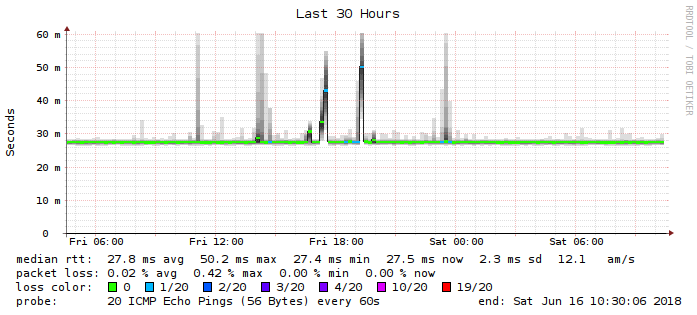 Last 30 Hours
RRDTOOL / TOBI OETIKER
Seconds
60 m
50 m
40 m
30 m
20 m
10 m
0
Fri 06:00 Fri 12:00 Fri 18:00 Sat 00:00 Sat 06:00
median rtt: 27.8 ms avg 50.2 ms max 27.4 ms min 27.5 ms now 2.3 ms sd 12.1 am/s
packet loss: 0.02 % avg 0.42 % max 0.00 % min 0.00 % now
loss color: 0 1/20 2/20 3/20 4/20 10/20 19/20
probe: 20 ICMP Echo Pings (56 Bytes) every 60s end: Sat Jun 16 10:30:06 2018